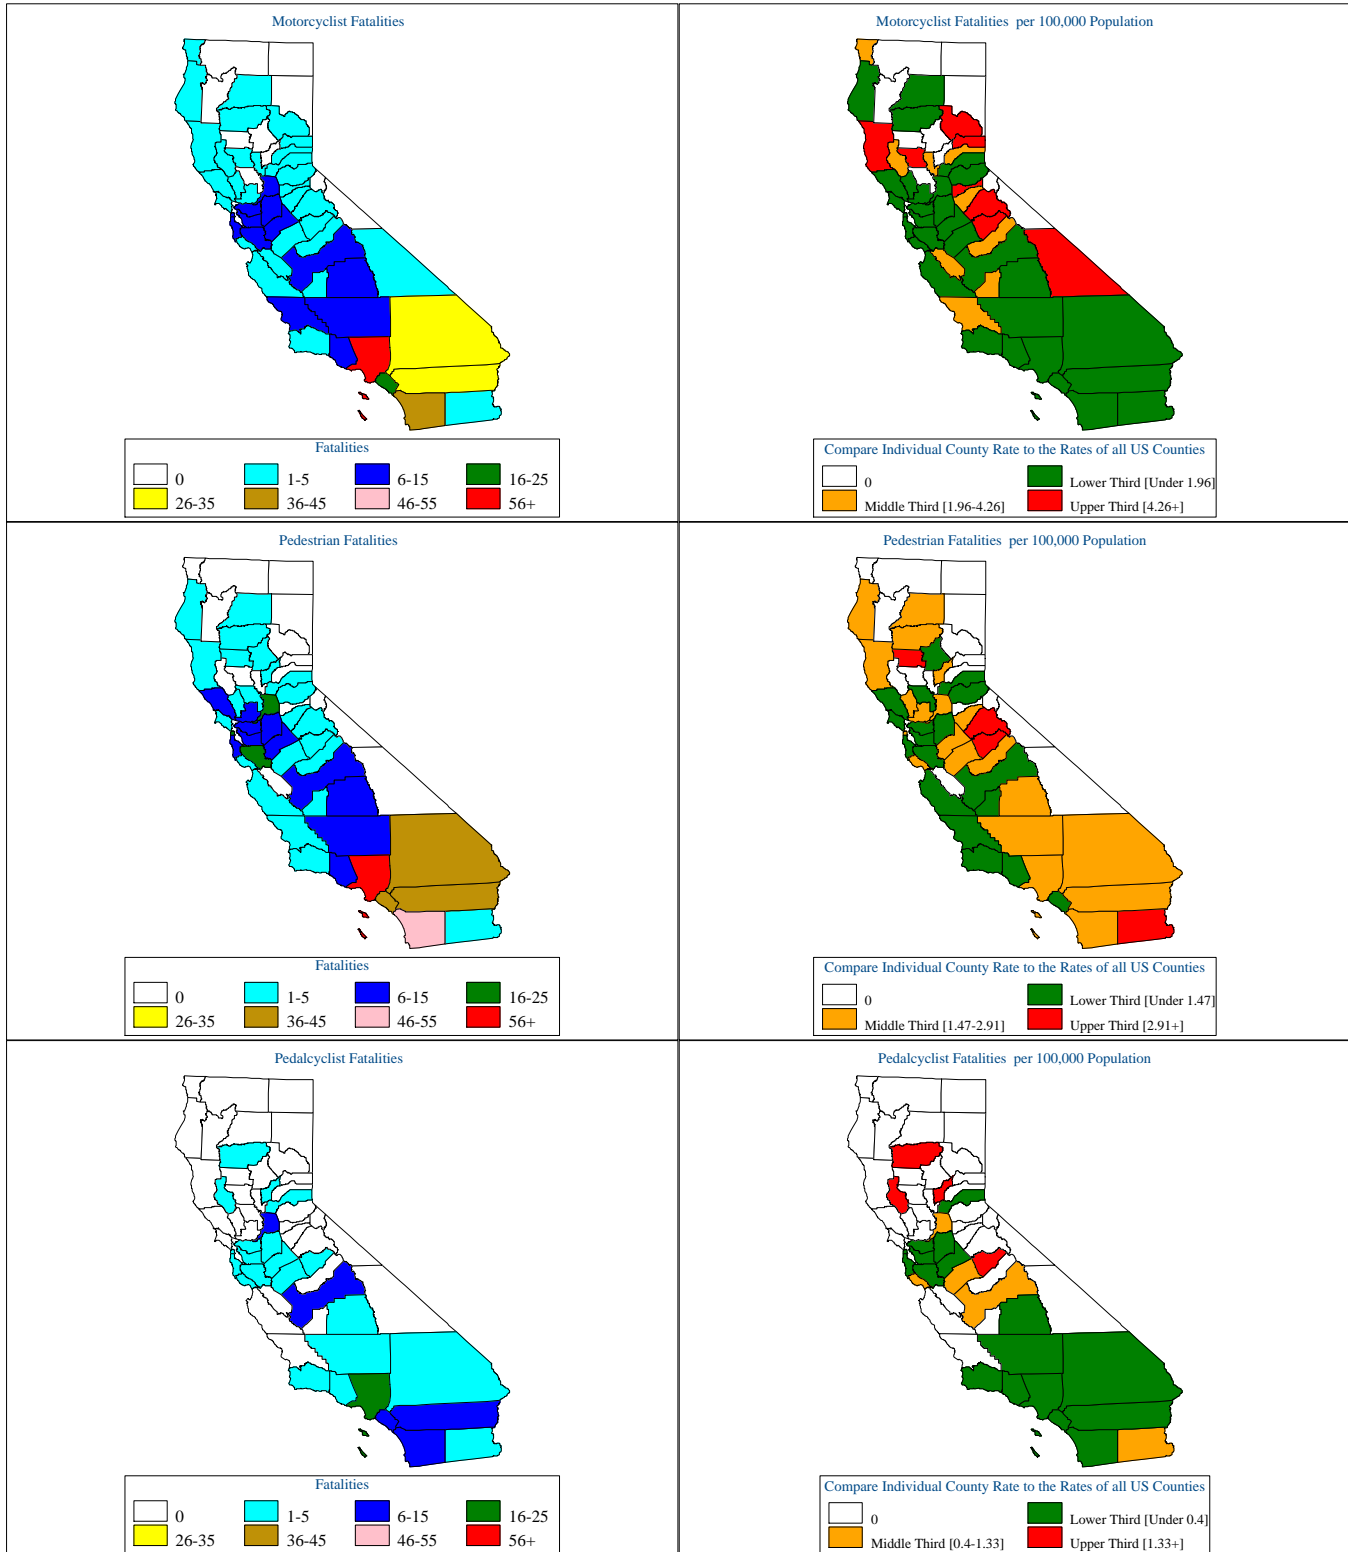 Motorcyclist Fatalities
Motorcyclist Fatalities per 100,000 Population
Fatalities
0 1-5 6-15 16-25
26-35 36-45 46-55 56+
Compare Individual County Rate to the Rates of all US Counties
0 Lower Third [Under 1.96]
Middle Third [1.96-4.26] Upper Third [4.26+]
Pedestrian Fatalities
Pedestrian Fatalities per 100,000 Population
Fatalities
0 1-5 6-15 16-25
26-35 36-45 46-55 56+
Compare Individual County Rate to the Rates of all US Counties
0 Lower Third [Under 1.47]
Middle Third [1.47-2.91] Upper Third [2.91+]
Pedalcyclist Fatalities
Pedalcyclist Fatalities per 100,000 Population
Fatalities
0 1-5 6-15 16-25
26-35 36-45 46-55 56+
Compare Individual County Rate to the Rates of all US Counties
0 Lower Third [Under 0.4]
Middle Third [0.4-1.33] Upper Third [1.33+]